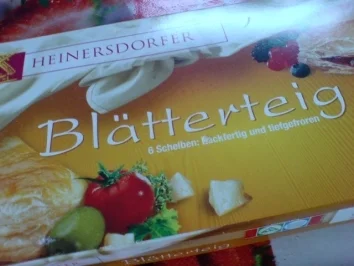 HEINERSDORFER
Blätterteig
6 Scheiben: Backfertig und tiefgefroren
Blätterteig